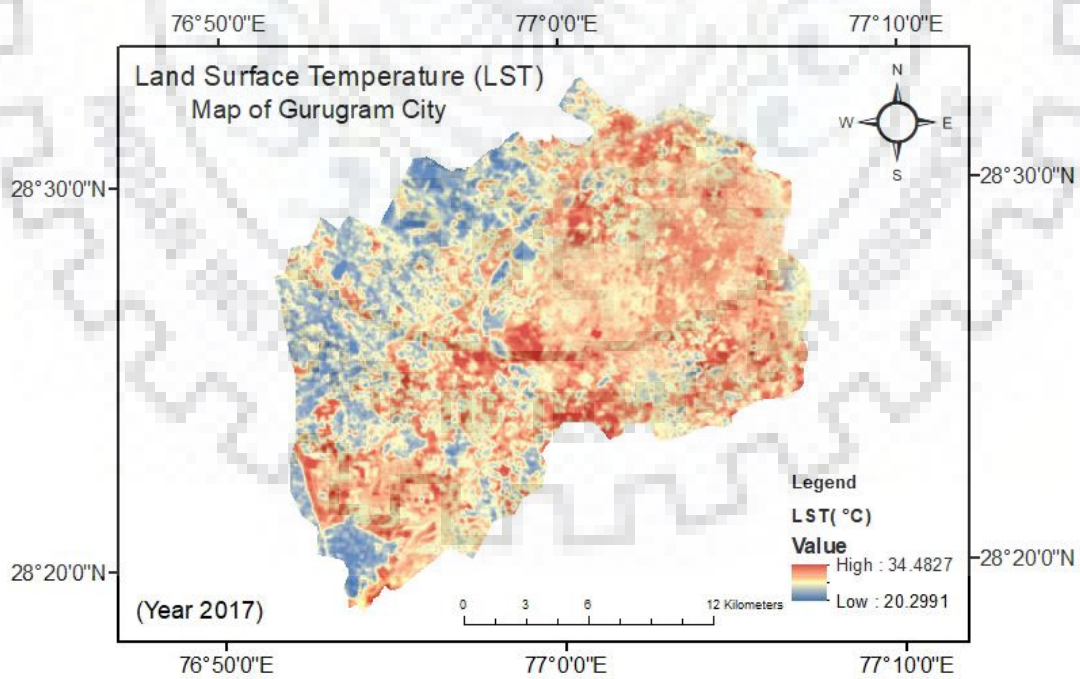 76°50'0"E 77°0'0"E 77°10'0"E
Land Surface Temperature (LST)
Map of Gurugram City
N
W E
S
28°30'0"N 28°30'0"N
Legend
LST( °C)
Value
High : 34.4827
Low : 20.2991
28°20'0"N 28°20'0"N
(Year 2017)
0 3 6 12 Kilometers
76°50'0"E 77°0'0"E 77°10'0"E